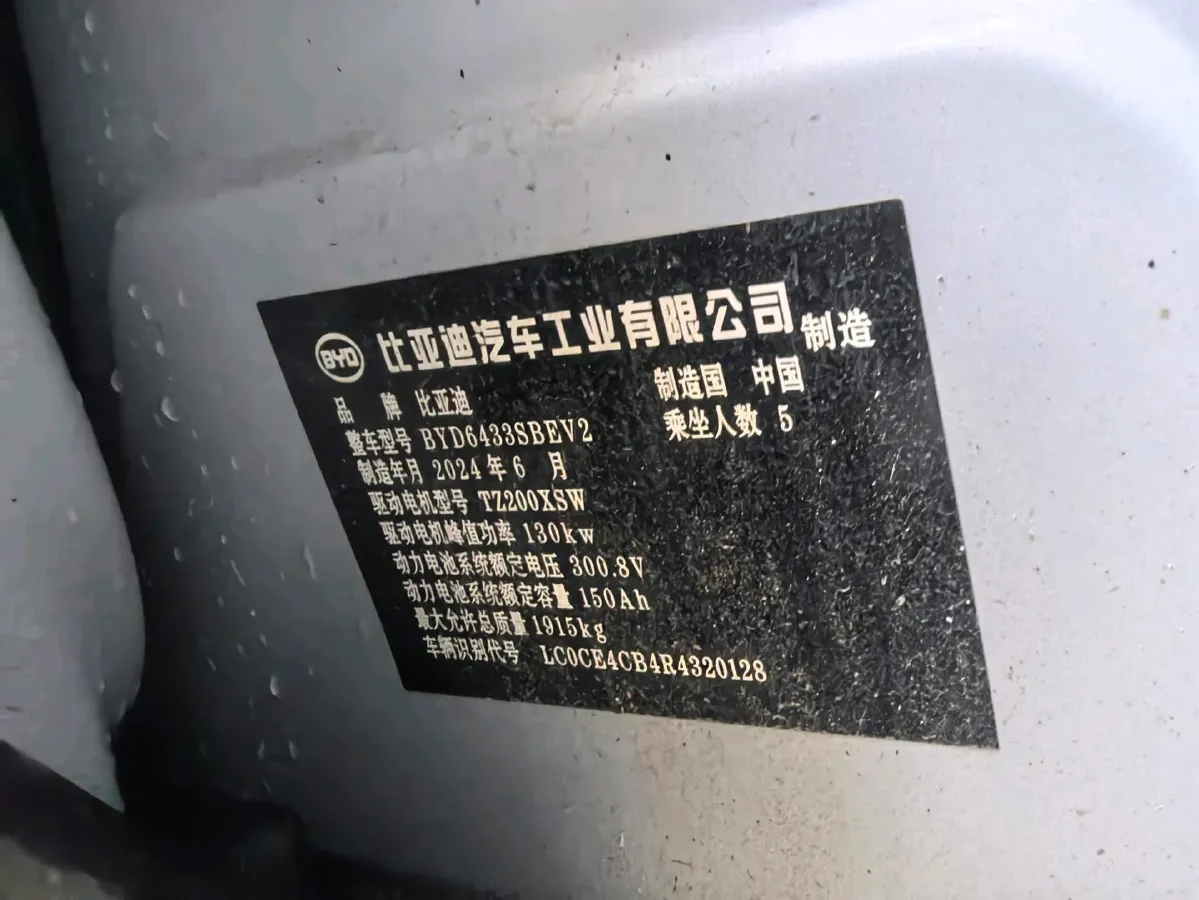 BYD 比亚迪汽车工业有限公司 制造
品 牌 比亚迪 制造国 中国
整车型号 BYD6433SBEV2 乘坐人数 5
制造年月 2024 年 6 月
驱动电机型号 TZ200XSW
驱动电机峰值功率 130kw
动力电池系统额定电压 300.8V
动力电池系统额定容量 150Ah
最大允许总质量 1915kg
车辆识别代号 LC0CE4CB4R4320128